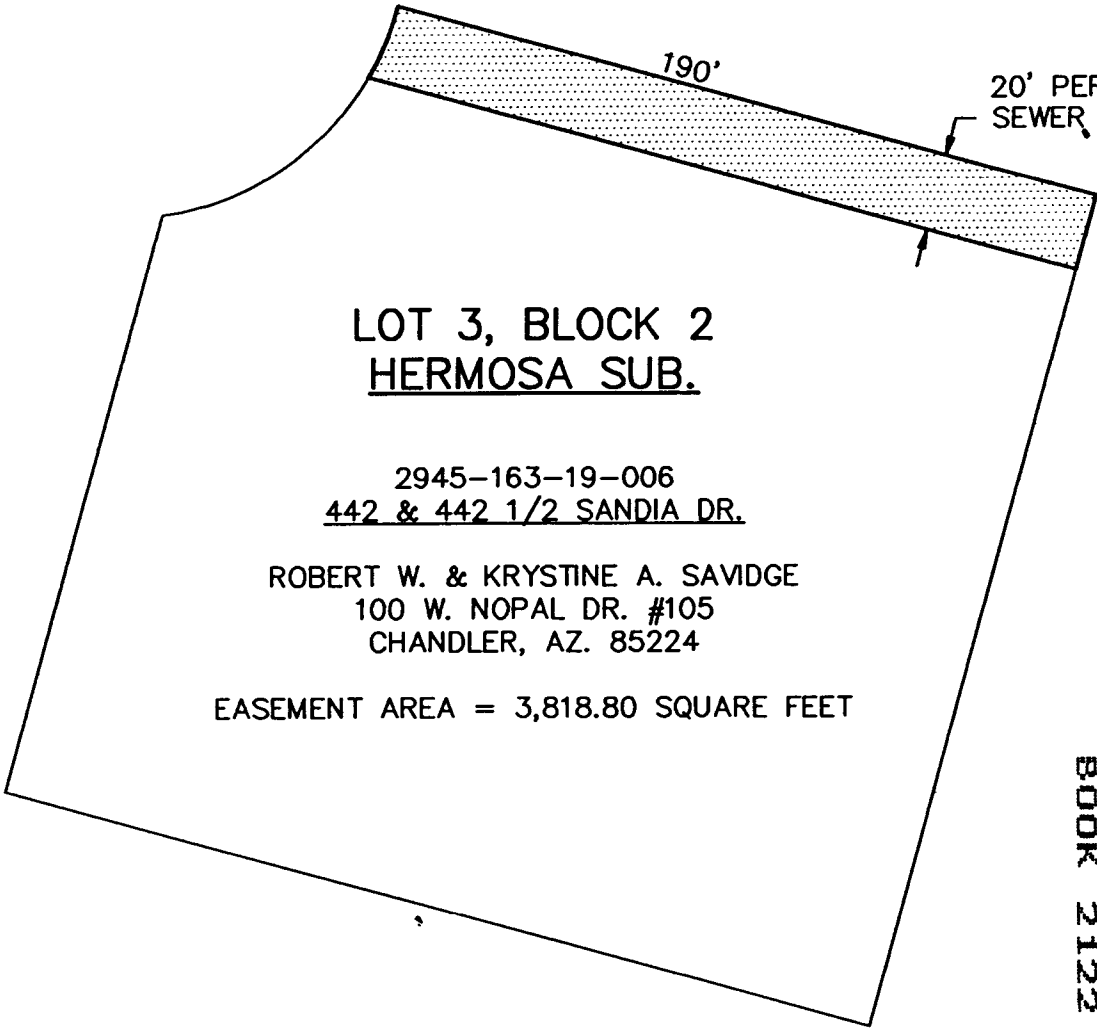 190'
20' PER
SEWER
LOT 3, BLOCK 2
HERMOSA SUB.
2945-163-19-006
442 & 442 1/2 SANDIA DR.
ROBERT W. & KRYSTINE A. SAVIDGE
100 W. NOPAL DR. #105
CHANDLER, AZ. 85224
EASEMENT AREA = 3,818.80 SQUARE FEET
BOOK 2122